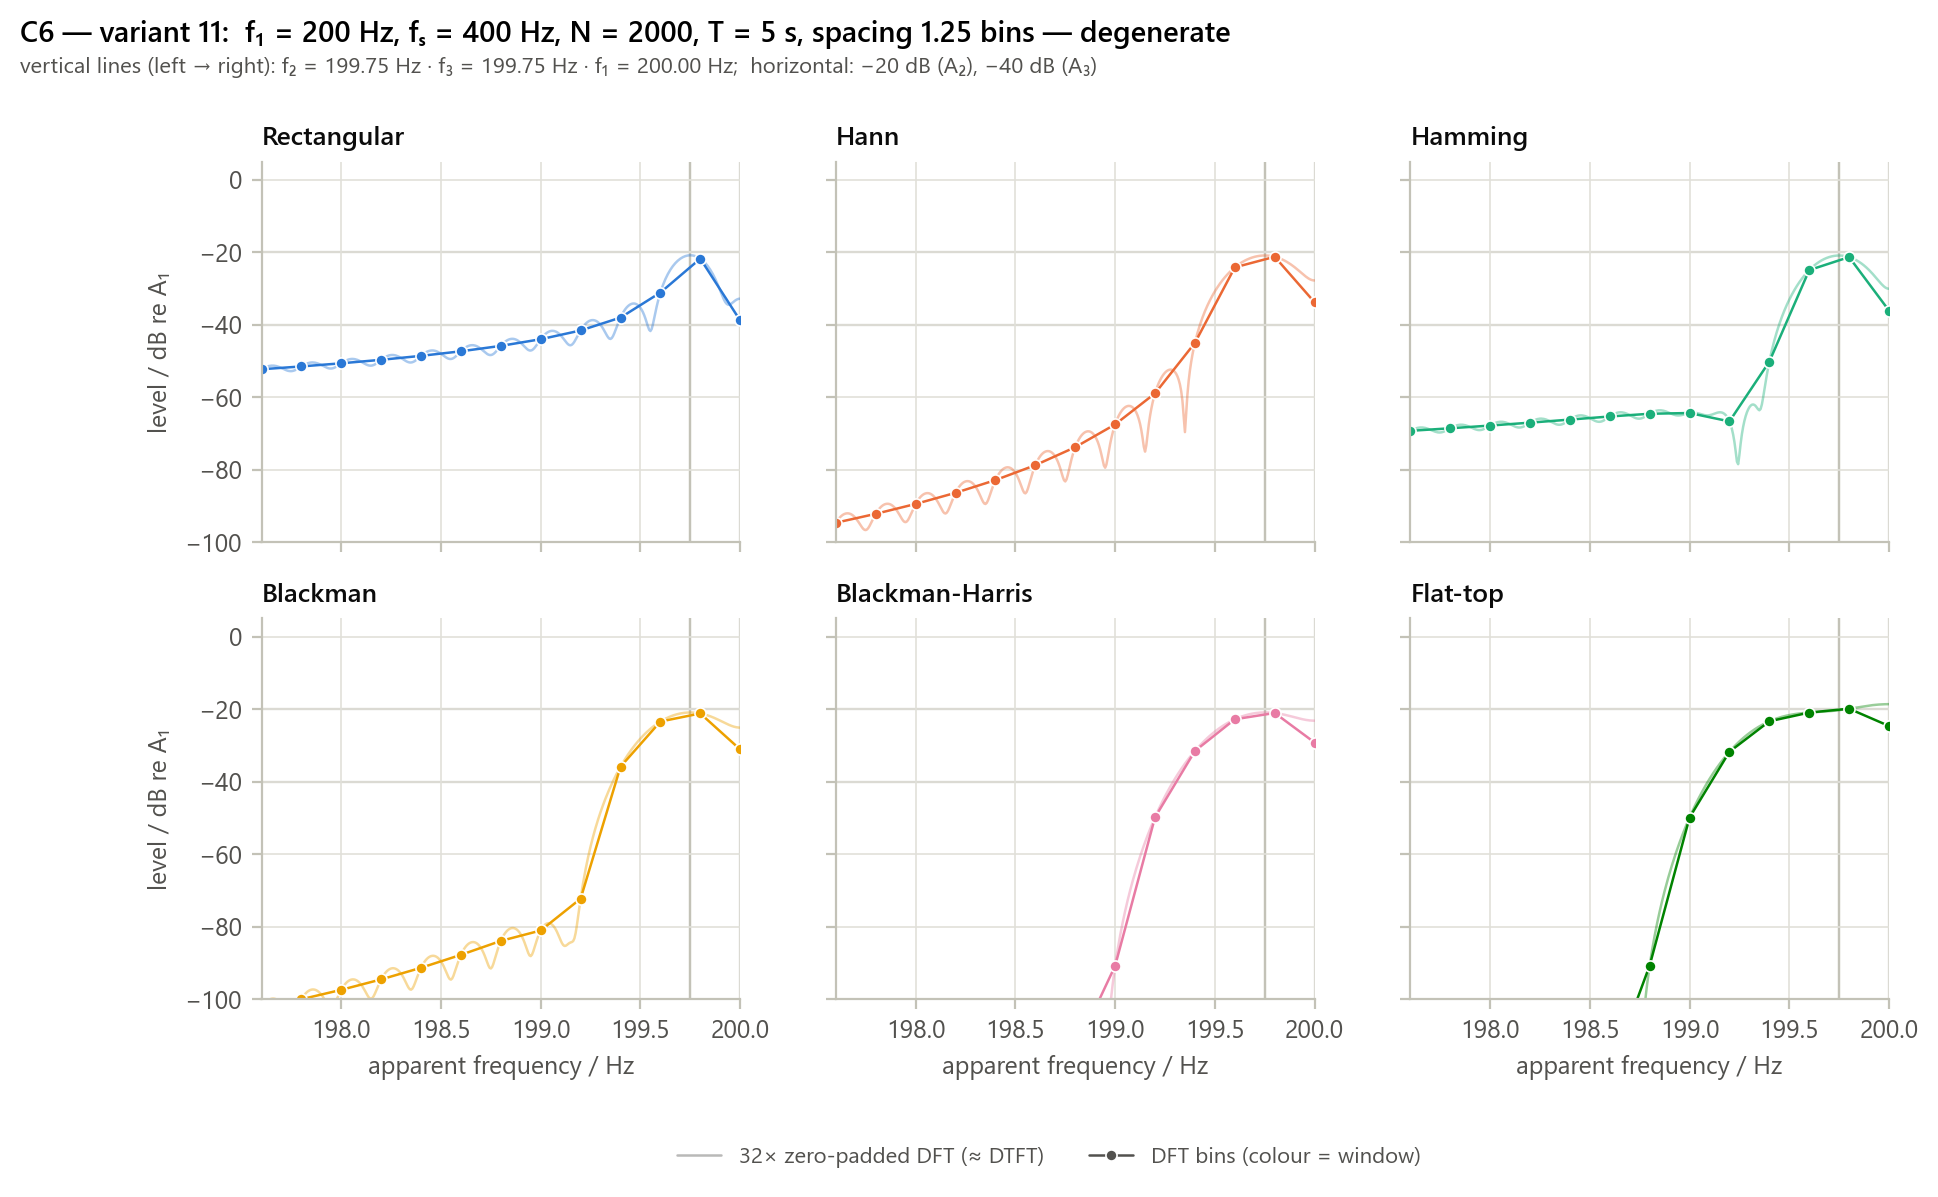 C6 — variant 11: f₁ = 200 Hz, fₛ = 400 Hz, N = 2000, T = 5 s, spacing 1.25 bins — degenerate
vertical lines (left → right): f₂ = 199.75 Hz · f₃ = 199.75 Hz · f₁ = 200.00 Hz; horizontal: −20 dB (A₂), −40 dB (A₃)
Rectangular
Hann
Hamming
level / dB re A₁
0
−20
−40
−60
−80
−100
Blackman
Blackman-Harris
Flat-top
level / dB re A₁
0
−20
−40
−60
−80
−100
198.0 198.5 199.0 199.5 200.0
198.0 198.5 199.0 199.5 200.0
198.0 198.5 199.0 199.5 200.0
apparent frequency / Hz
apparent frequency / Hz
apparent frequency / Hz
32× zero-padded DFT (≈ DTFT)
DFT bins (colour = window)